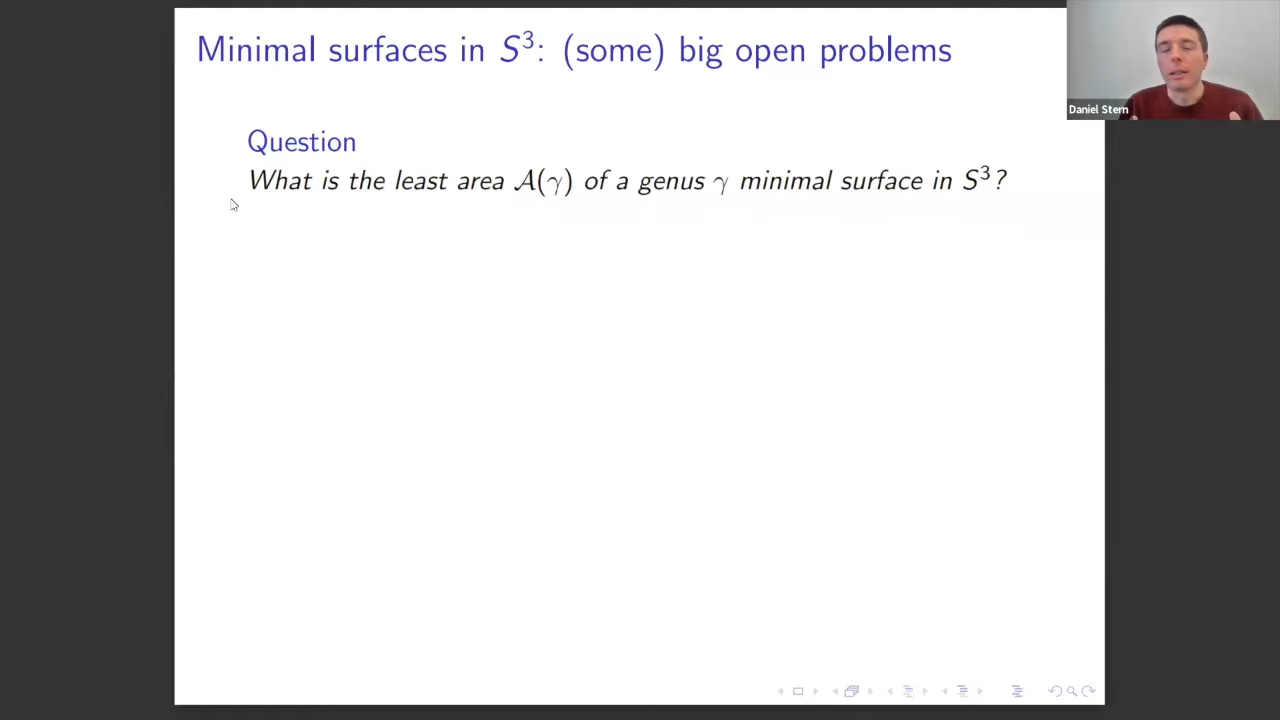 Minimal surfaces in S³: (some) big open problems
Daniel Stern
Question
What is the least area 𝒜(γ) of a genus γ minimal surface in S³?